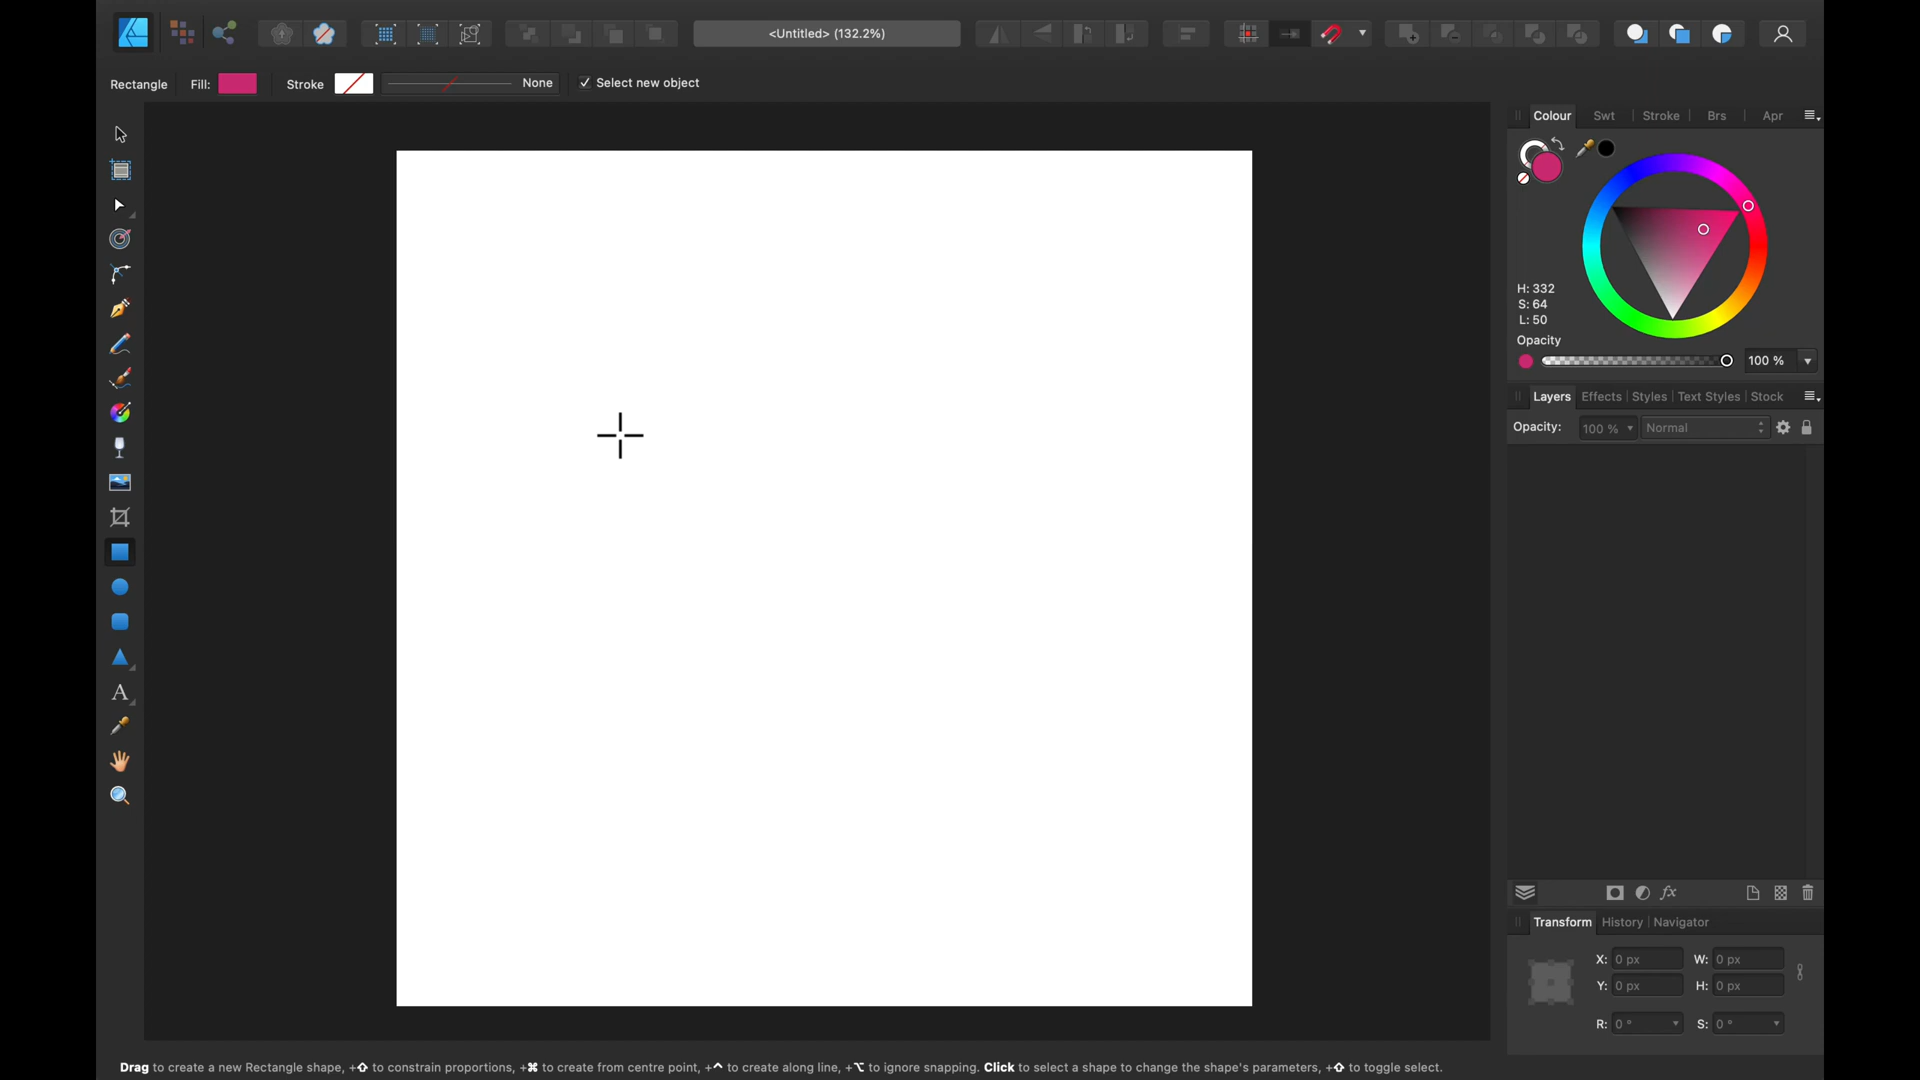 <Untitled> (132.2%)
Rectangle Fill: Stroke None Select new object
Colour Swt Stroke Brs Apr
H: 332
S: 64
L: 50
Opacity
100 %
Layers Effects Styles Text Styles Stock
Opacity: 100 % Normal
A
fx
Transform History Navigator
X: 0 px W: 0 px
Y: 0 px H: 0 px
R: 0 ° S: 0 °
Drag to create a new Rectangle shape, +⇧ to constrain proportions, +⌘ to create from centre point, +⌃ to create along line, +⌥ to ignore snapping. Click to select a shape to change the shape's parameters, +⇧ to toggle select.